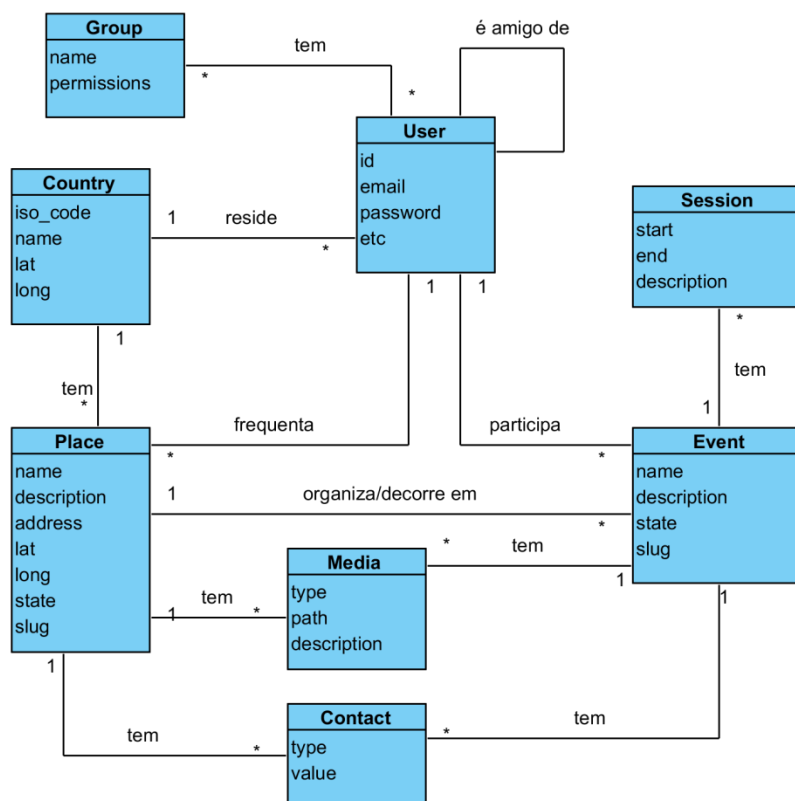 Group
name
permissions
tem
*
*
é amigo de
User
id
email
password
etc
Country
iso_code
name
lat
long
1
reside
*
Session
start
end
description
*
tem
1
1
tem
*
1
1
frequenta
*
participa
*
Place
name
description
address
lat
long
state
slug
1
organiza/decorre em
*
Event
name
description
state
slug
Media
type
path
description
*
tem
1
1
tem
*
1
tem
*
Contact
type
value
*
tem
1